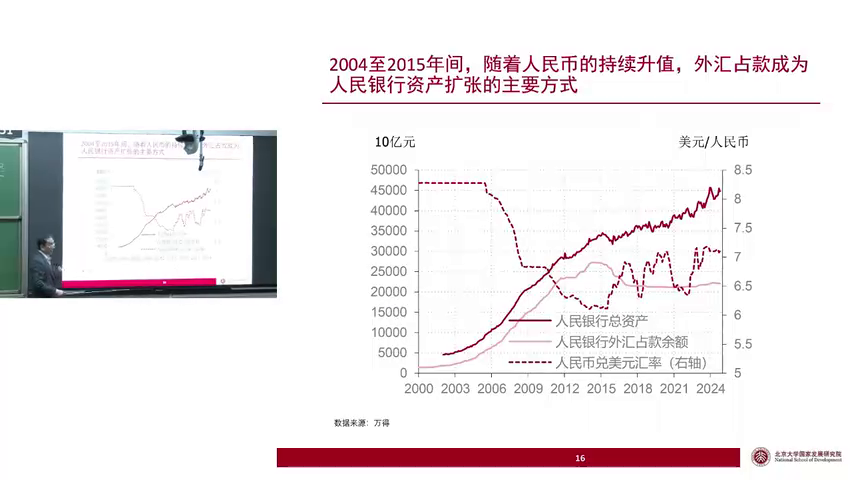 2004至2015年间，随着人民币的持续升值，外汇占款成为
人民银行资产扩张的主要方式
10亿元
美元/人民币
50000
45000
40000
35000
30000
25000
20000
15000
10000
5000
0
8.5
8
7.5
7
6.5
6
5.5
5
人民银行总资产
人民银行外汇占款余额
人民币兑美元汇率（右轴）
2000 2003 2006 2009 2012 2015 2018 2021 2024
数据来源：万得
16
北京大学国家发展研究院
National School of Development